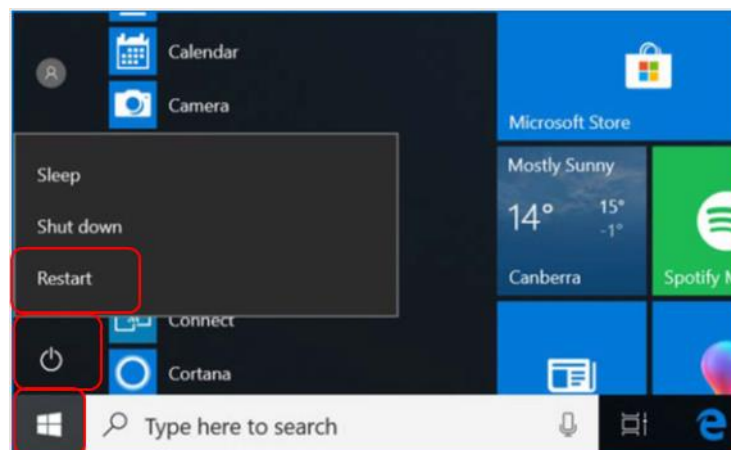 Calendar
Camera
Microsoft Store
Sleep
Shut down
Restart
Mostly Sunny
14°
15°
-1°
Canberra
Spotify M
Connect
Cortana
Type here to search